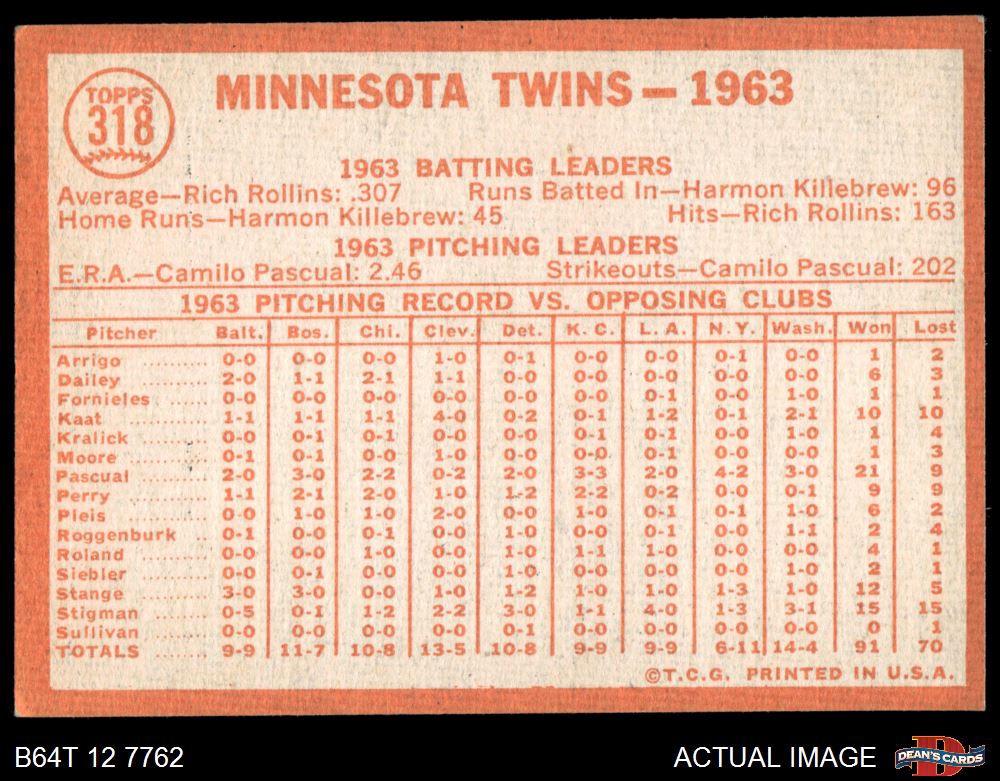 TOPPS
318
MINNESOTA TWINS — 1963
1963 BATTING LEADERS
Average—Rich Rollins: .307 Runs Batted In—Harmon Killebrew: 96
Home Runs—Harmon Killebrew: 45 Hits—Rich Rollins: 163
1963 PITCHING LEADERS
E.R.A.—Camilo Pascual: 2.46 Strikeouts—Camilo Pascual: 202
1963 PITCHING RECORD VS. OPPOSING CLUBS
Pitcher Balt. Bos. Chi. Clev. Det. K. C. L. A. N. Y. Wash. Won Lost
Arrigo .......... 0-0 0-0 0-0 1-0 0-1 0-0 0-0 0-1 0-0 1 2
Dailey .......... 2-0 1-1 2-1 1-1 0-0 0-0 0-0 0-0 0-0 6 3
Fornieles ...... 0-0 0-0 0-0 0-0 0-0 0-0 0-1 0-0 1-0 1 1
Kaat .......... 1-1 1-1 1-1 4-0 0-2 0-1 1-2 0-1 2-1 10 10
Kralick ........ 0-0 0-1 0-1 0-0 0-0 0-1 0-1 0-0 1-0 1 4
Moore .......... 0-1 0-1 0-0 1-0 0-0 0-0 0-1 0-0 0-0 1 3
Pascual ........ 2-0 3-0 2-2 0-2 2-0 3-3 2-0 4-2 3-0 21 9
Perry .......... 1-1 2-1 2-0 1-0 1-2 2-2 0-2 0-0 0-1 9 9
Pleis .......... 0-0 1-0 1-0 2-0 0-0 1-0 0-1 0-1 1-0 6 2
Roggenburk .. 0-1 0-0 0-1 1-0 0-0 0-0 0-1 0-0 1-1 2 4
Roland ........ 0-0 0-0 1-0 0-0 1-0 1-1 1-0 0-0 0-0 4 1
Siebler ........ 0-0 0-1 0-0 0-0 1-0 0-0 0-0 0-0 1-0 2 1
Stange ........ 3-0 3-0 0-0 1-0 1-2 1-0 1-0 1-3 1-0 12 5
Stigman ........ 0-5 0-1 1-2 2-2 3-0 1-1 4-0 1-3 3-1 15 15
Sullivan ........ 0-0 0-0 0-0 0-0 0-1 0-0 0-0 0-0 0-0 0 1
TOTALS ........ 9-9 11-7 10-8 13-5 10-8 9-9 9-9 6-11 14-4 91 70
©T.C.G. PRINTED IN U.S.A.
B64T 12 7762 ACTUAL IMAGE DEAN'S CARDS